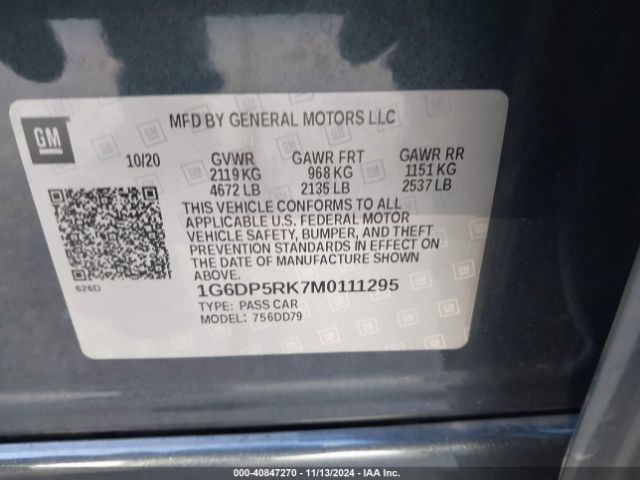 GM
MFD BY GENERAL MOTORS LLC
10/20 GVWR GAWR FRT GAWR RR
2119 KG 968 KG 1151 KG
4672 LB 2135 LB 2537 LB
THIS VEHICLE CONFORMS TO ALL
APPLICABLE U.S. FEDERAL MOTOR
VEHICLE SAFETY, BUMPER, AND THEFT
PREVENTION STANDARDS IN EFFECT ON
THE DATE OF MANUFACTURE SHOWN
ABOVE.
626D
1G6DP5RK7M0111295
TYPE: PASS CAR
MODEL: 756DD79
000-40847270 - 11/13/2024 - IAA Inc.